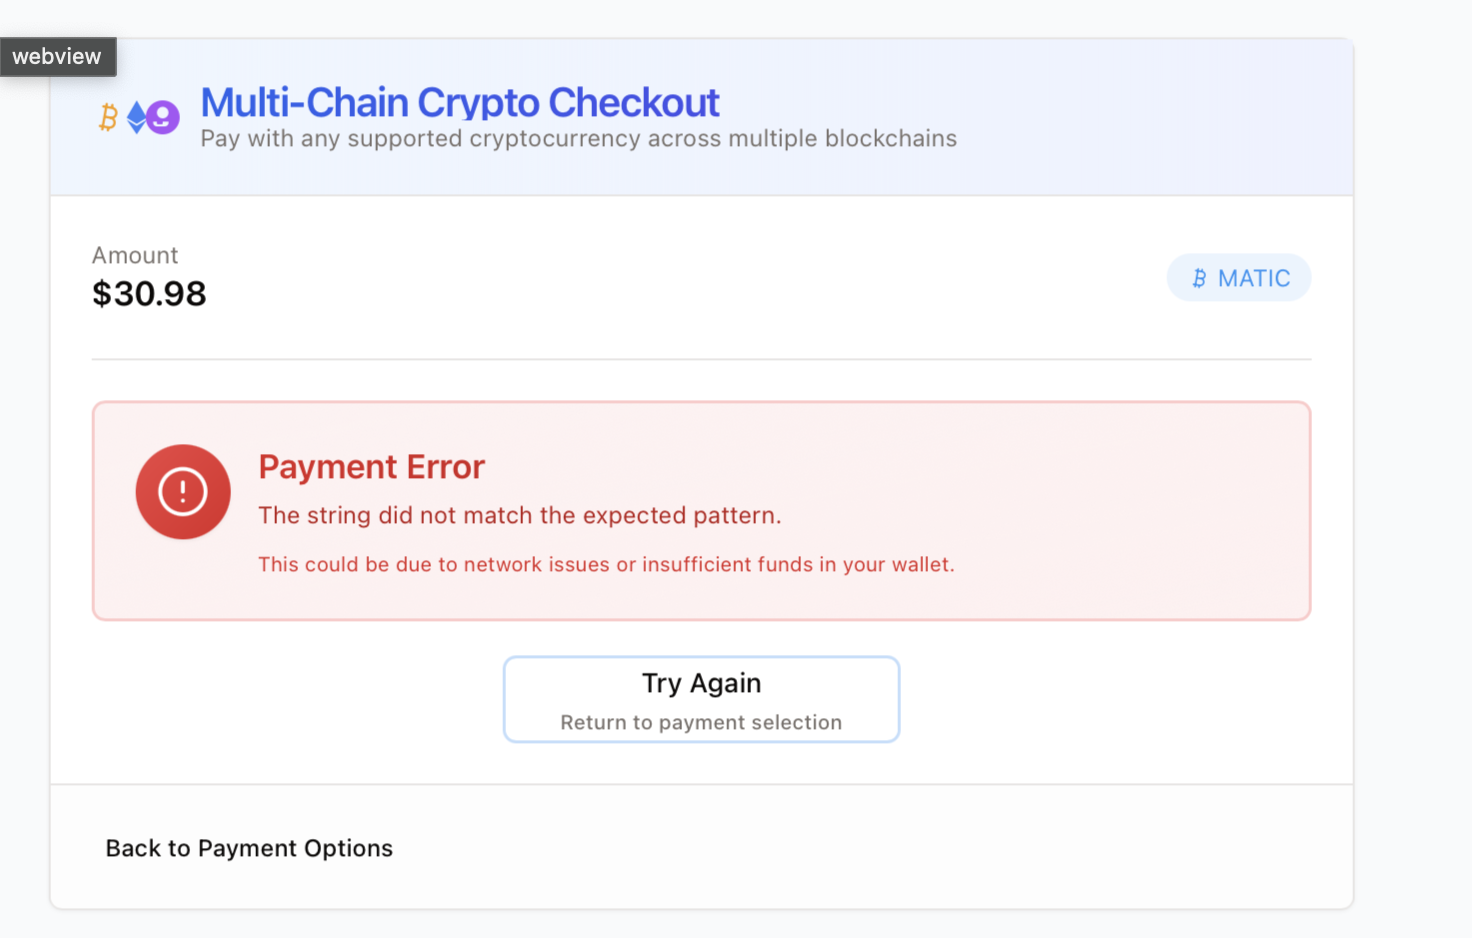 webview
Multi-Chain Crypto Checkout
Pay with any supported cryptocurrency across multiple blockchains
Amount
$30.98
MATIC
Payment Error
The string did not match the expected pattern.
This could be due to network issues or insufficient funds in your wallet.
Try Again
Return to payment selection
Back to Payment Options